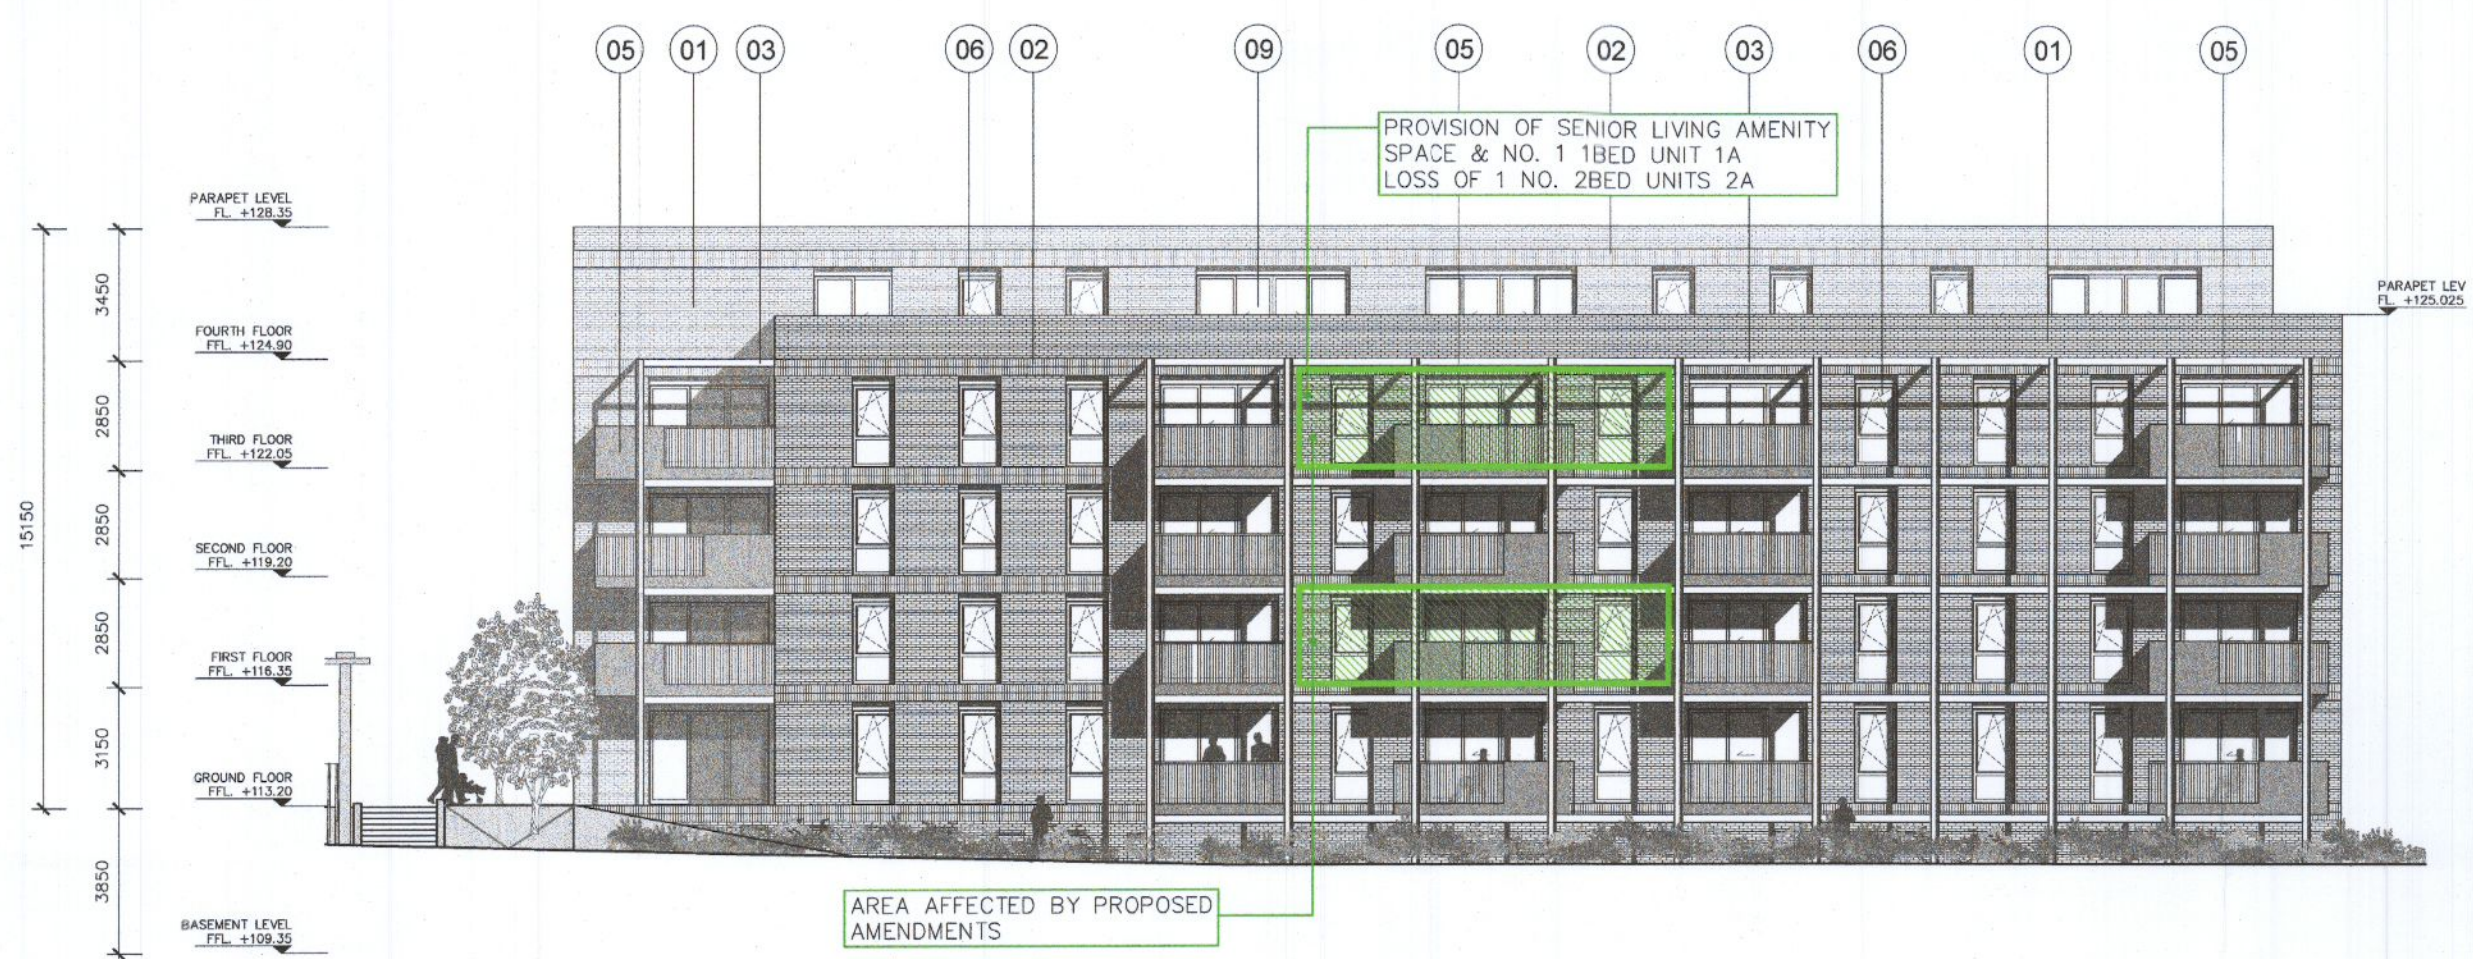 05 01 03 06 02 09 05 02 03 06 01 05
PROVISION OF SENIOR LIVING AMENITY
SPACE & NO. 1 1BED UNIT 1A
LOSS OF 1 NO. 2BED UNITS 2A
PARAPET LEVEL
FL. +128.35
PARAPET LEV
FL. +125.025
3450
FOURTH FLOOR
FFL. +124.90
2850
THIRD FLOOR
FFL. +122.05
15150
2850
SECOND FLOOR
FFL. +119.20
2850
FIRST FLOOR
FFL. +116.35
3150
GROUND FLOOR
FFL. +113.20
3850
BASEMENT LEVEL
FFL. +109.35
AREA AFFECTED BY PROPOSED
AMENDMENTS